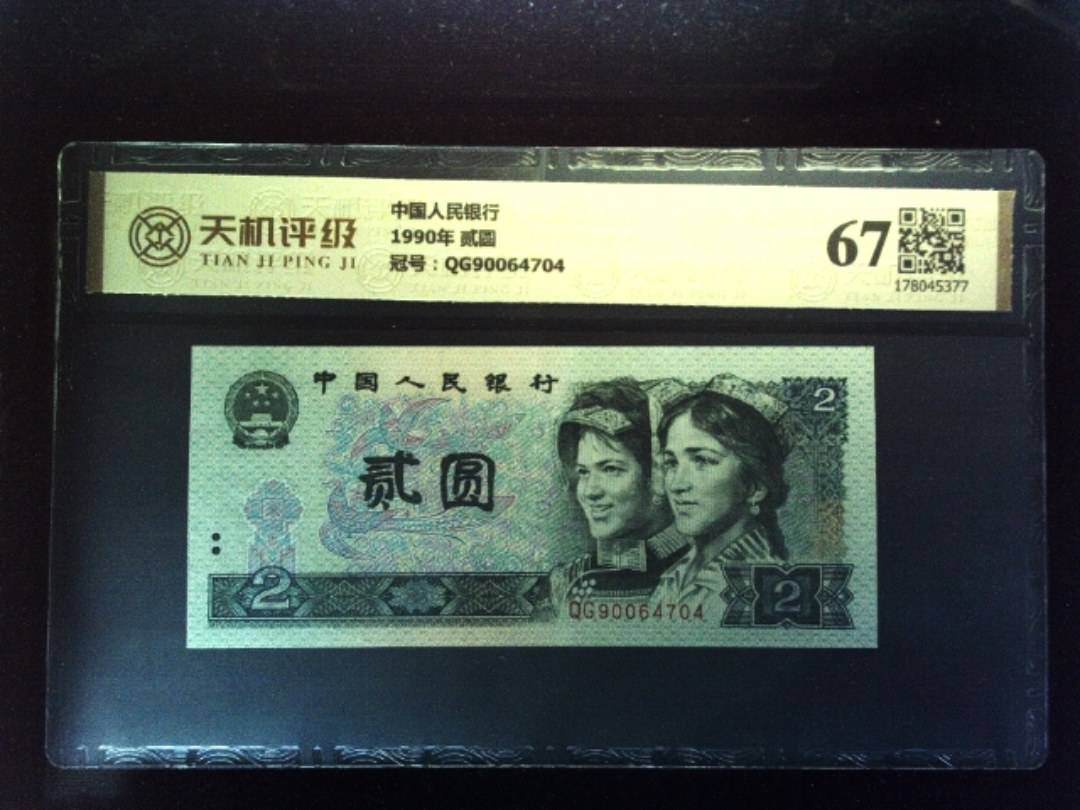 天机评级
TIAN JI PING JI
中国人民银行
1990年 贰圆
冠号：QG90064704
67
178045377
中国人民银行
2
贰圆
2
QG90064704
2